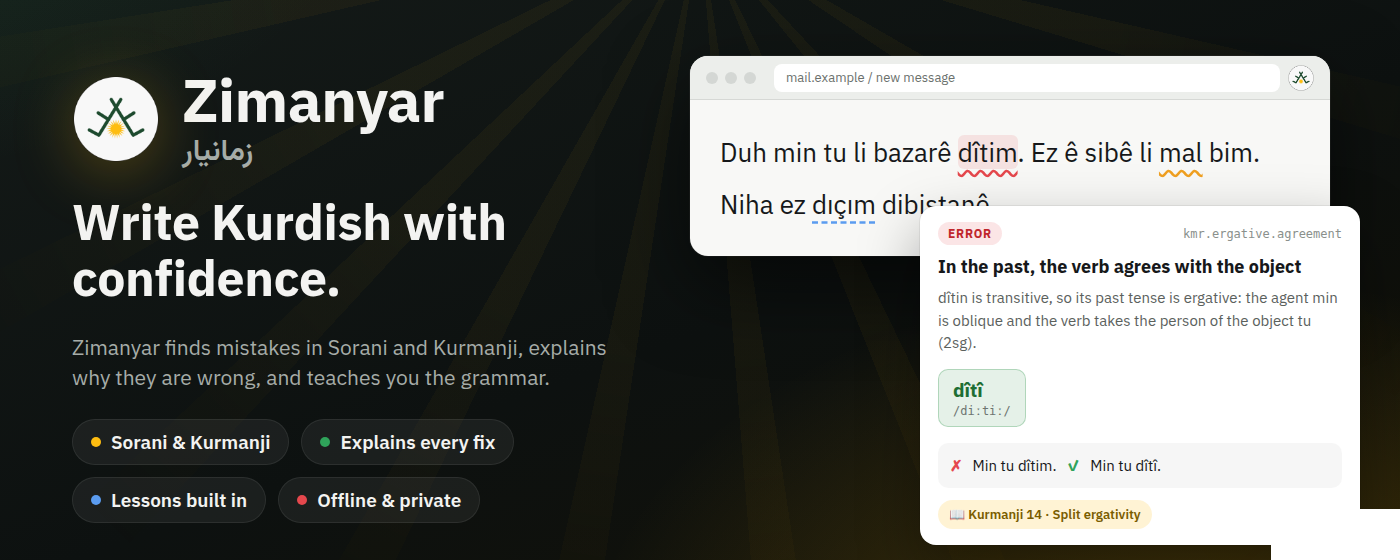 Zimanyar
زمانیار
Write Kurdish with
confidence.
Zimanyar finds mistakes in Sorani and Kurmanji, explains
why they are wrong, and teaches you the grammar.
Sorani & Kurmanji
Explains every fix
Lessons built in
Offline & private
mail.example / new message
Duh min tu li bazarê dîtim. Ez ê sibê li mal bim.
Niha ez dıçım dibistanê
ERROR
kmr.ergative.agreement
In the past, the verb agrees with the object
dîtin is transitive, so its past tense is ergative: the agent min
is oblique and the verb takes the person of the object tu
(2sg).
dîtî
/diːtiː/
✗ Min tu dîtim. ✓ Min tu dîtî.
📖 Kurmanji 14 · Split ergativity